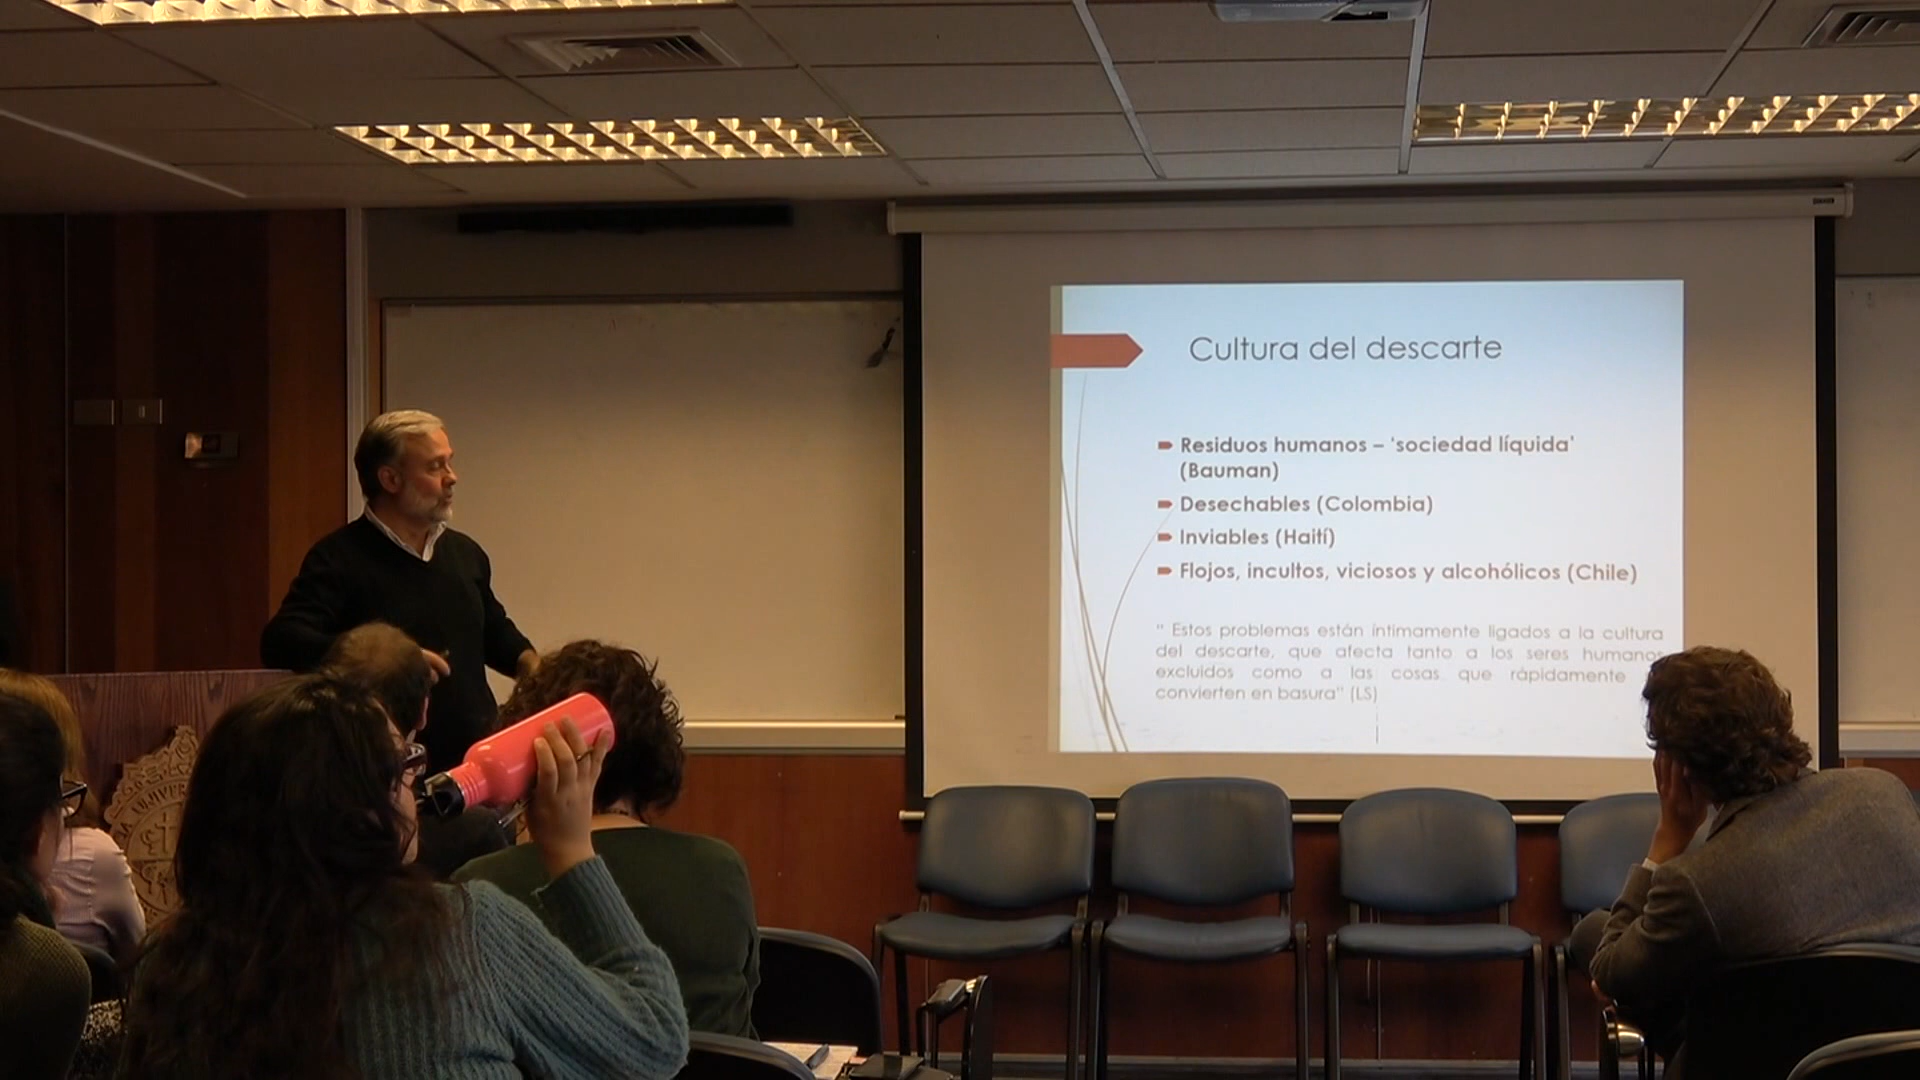 Cultura del descarte
Residuos humanos – 'sociedad líquida'
(Bauman)
Desechables (Colombia)
Inviables (Haití)
Flojos, incultos, viciosos y alcohólicos (Chile)
" Estos problemas están íntimamente ligados a la cultura
del descarte, que afecta tanto a los seres humanos
excluidos como a las cosas que rápidamente
convierten en basura" (LS)